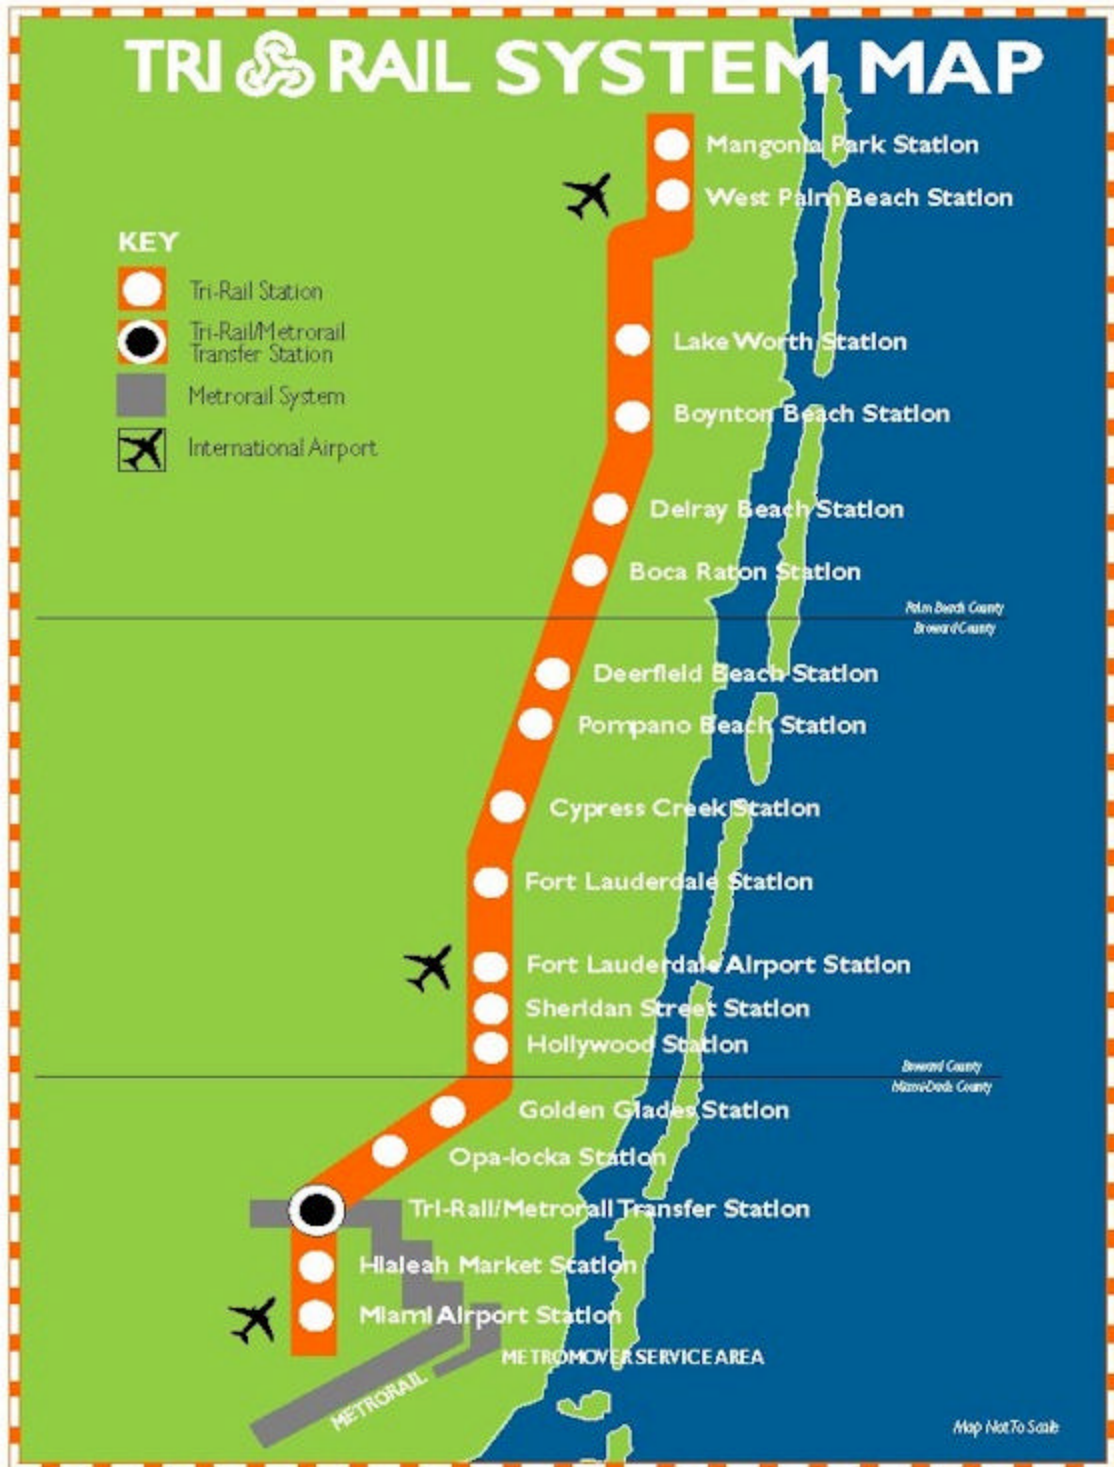 TRI RAIL SYSTEM MAP
Mangonia Park Station
West Palm Beach Station
KEY
Tri-Rail Station
Tri-Rail/Metrorail
Transfer Station
Metrorail System
International Airport
Lake Worth Station
Boynton Beach Station
Delray Beach Station
Boca Raton Station
Palm Beach County
Broward County
Deerfield Beach Station
Pompano Beach Station
Cypress Creek Station
Fort Lauderdale Station
Fort Lauderdale Airport Station
Sheridan Street Station
Hollywood Station
Broward County
Miami-Dade County
Golden Glades Station
Opa-locka Station
Tri-Rail/Metrorail Transfer Station
Hialeah Market Station
Miami Airport Station
METROMOVER SERVICE AREA
METRORAIL
Map Not To Scale